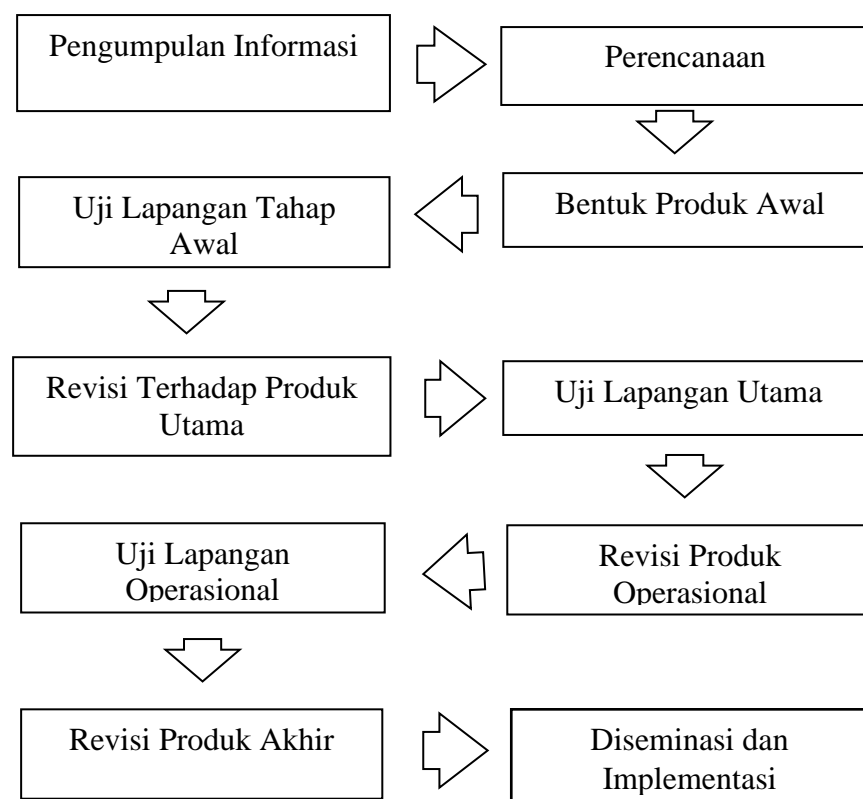 Pengumpulan Informasi
Perencanaan
Bentuk Produk Awal
Uji Lapangan Tahap
Awal
Revisi Terhadap Produk
Utama
Uji Lapangan Utama
Revisi Produk
Operasional
Uji Lapangan
Operasional
Revisi Produk Akhir
Diseminasi dan
Implementasi